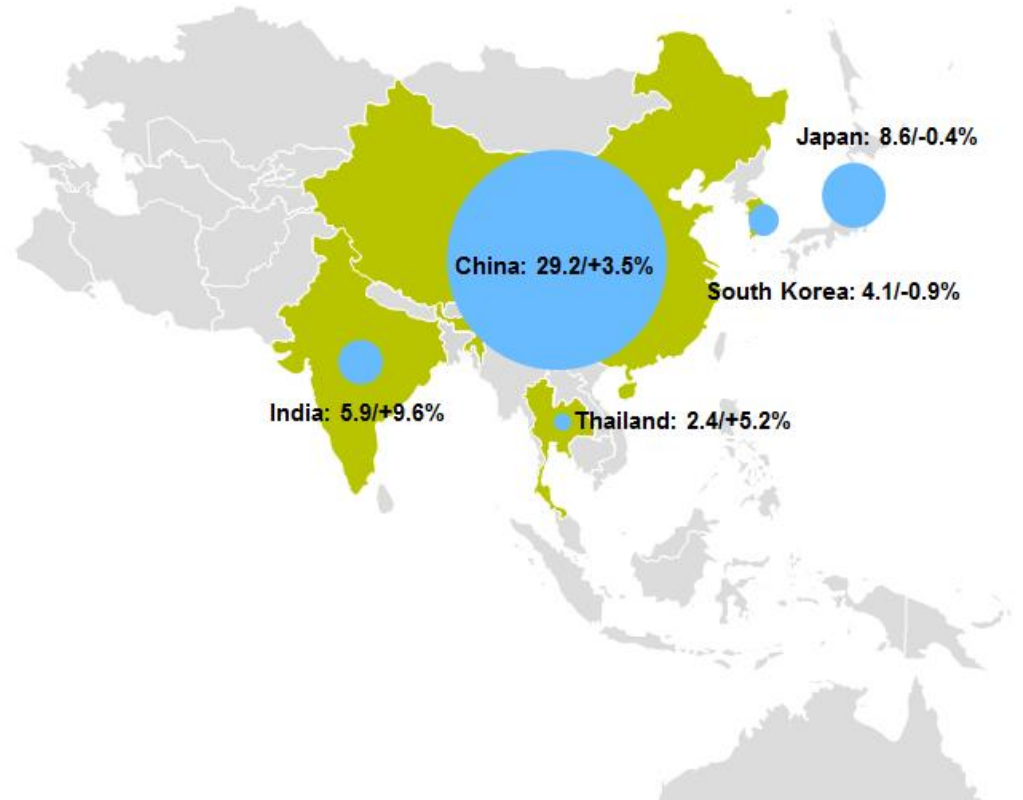 Japan: 8.6/-0.4%
China: 29.2/+3.5%
South Korea: 4.1/-0.9%
India: 5.9/+9.6%
Thailand: 2.4/+5.2%